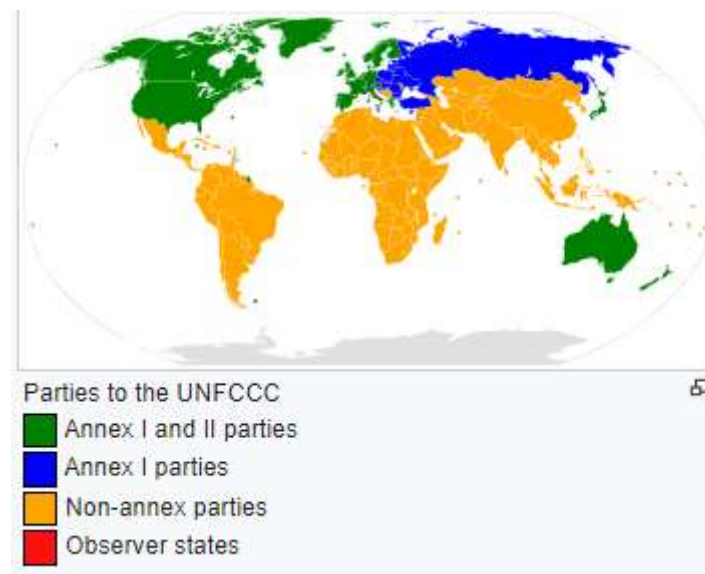 Parties to the UNFCCC
Annex I and II parties
Annex I parties
Non-annex parties
Observer states